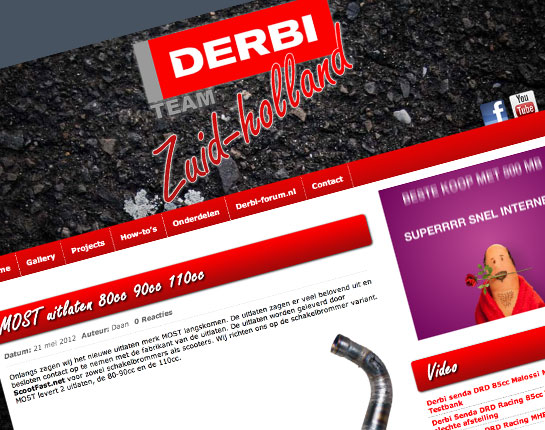 DERBI
TEAM
Zuid-holland
f
You
Tube
me
Gallery
Projects
How-to's
Onderdelen
Derbi-forum.nl
Contact
BESTE KOOP MET 800 MB
SUPERRRR SNEL INTERNE
MOST uitlaten 80cc 90cc 110cc
Datum: 21 mei 2012 Auteur: Daan 0 Reacties
Onlangs zagen wij het nieuwe uitlaten merk MOST langskomen. De uitlaten zagen er veel belovend uit en
besloten contact op te nemen met de fabrikant van de uitlaten. De uitlaten worden geleverd door
ScootFast.net voor zowel schakelbrommers als scooters. Wij richten ons op de schakelbrommer variant.
MOST levert 2 uitlaten, de 80-90cc en de 110cc.
Video
Derbi senda DRD 85cc Malossi M
Testbank
Derbi Senda DRD Racing 85cc
slechte afstelling
Derbi senda DRD Racing MHR